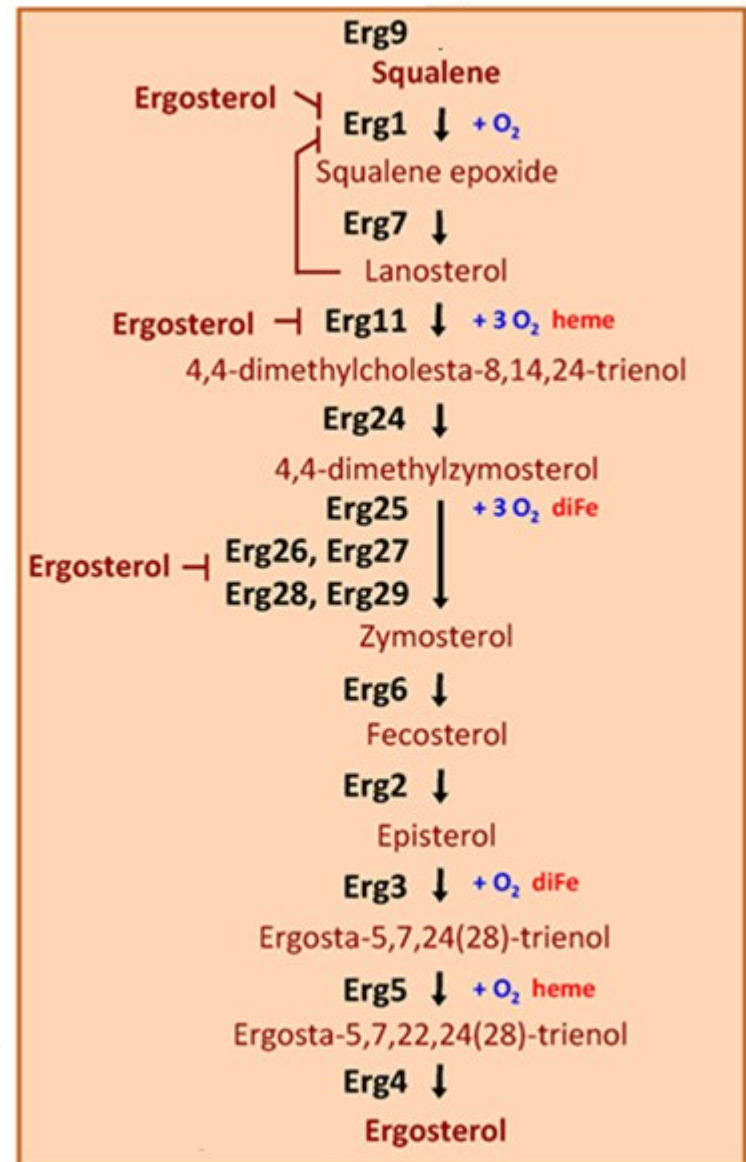 Erg9
Squalene
Ergosterol
Erg1 + O₂
Squalene epoxide
Erg7
Lanosterol
Ergosterol Erg11 + 3 O₂ heme
4,4-dimethylcholesta-8,14,24-trienol
Erg24
4,4-dimethylzymosterol
Erg25 + 3 O₂ diFe
Erg26, Erg27
Ergosterol
Erg28, Erg29
Zymosterol
Erg6
Fecosterol
Erg2
Episterol
Erg3 + O₂ diFe
Ergosta-5,7,24(28)-trienol
Erg5 + O₂ heme
Ergosta-5,7,22,24(28)-trienol
Erg4
Ergosterol